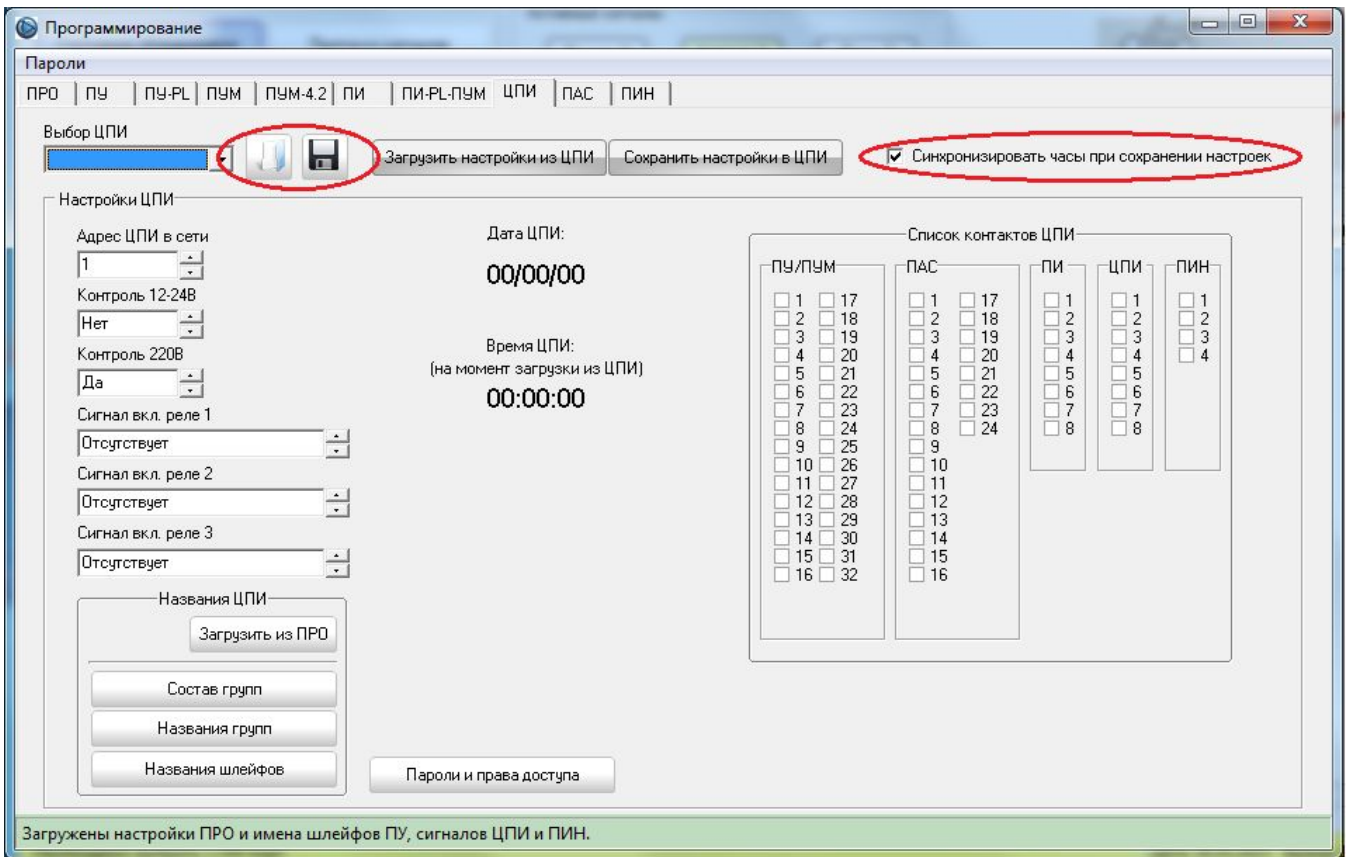 Программирование
Пароли
ПРО ПУ ПУ-PL ПУМ ПУМ-4.2 ПИ ПИ-PL-ПУМ ЦПИ ПАС ПИН
Выбор ЦПИ
Загрузить настройки из ЦПИ Сохранить настройки в ЦПИ Синхронизировать часы при сохранении настроек
Настройки ЦПИ
Адрес ЦПИ в сети
1
Контроль 12-24В
Нет
Контроль 220В
Да
Сигнал вкл. реле 1
Отсутствует
Сигнал вкл. реле 2
Отсутствует
Сигнал вкл. реле 3
Отсутствует
Названия ЦПИ
Загрузить из ПРО
Состав групп
Названия групп
Названия шлейфов
Дата ЦПИ:
00/00/00
Время ЦПИ:
(на момент загрузки из ЦПИ)
00:00:00
Пароли и права доступа
Список контактов ЦПИ
ПУ/ПУМ ПАС ПИ ЦПИ ПИН
1 17 1 17 1 1 1
2 18 2 18 2 2 2
3 19 3 19 3 3 3
4 20 4 20 4 4 4
5 21 5 21 5 5
6 22 6 22 6 6
7 23 7 23 7 7
8 24 8 24 8 8
9 25 9
10 26 10
11 27 11
12 28 12
13 29 13
14 30 14
15 31 15
16 32 16
Загружены настройки ПРО и имена шлейфов ПУ, сигналов ЦПИ и ПИН.